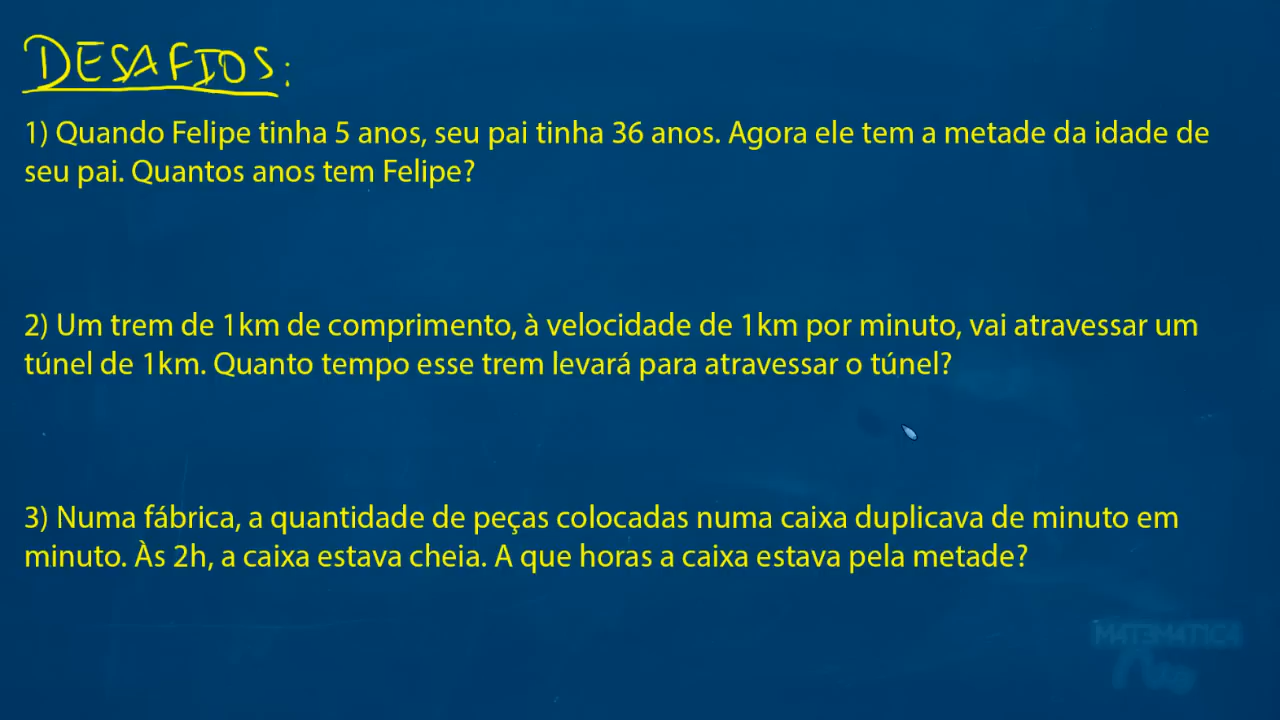 DESAFIOS:
1) Quando Felipe tinha 5 anos, seu pai tinha 36 anos. Agora ele tem a metade da idade de
seu pai. Quantos anos tem Felipe?
2) Um trem de 1km de comprimento, à velocidade de 1km por minuto, vai atravessar um
túnel de 1km. Quanto tempo esse trem levará para atravessar o túnel?
3) Numa fábrica, a quantidade de peças colocadas numa caixa duplicava de minuto em
minuto. Às 2h, a caixa estava cheia. A que horas a caixa estava pela metade?